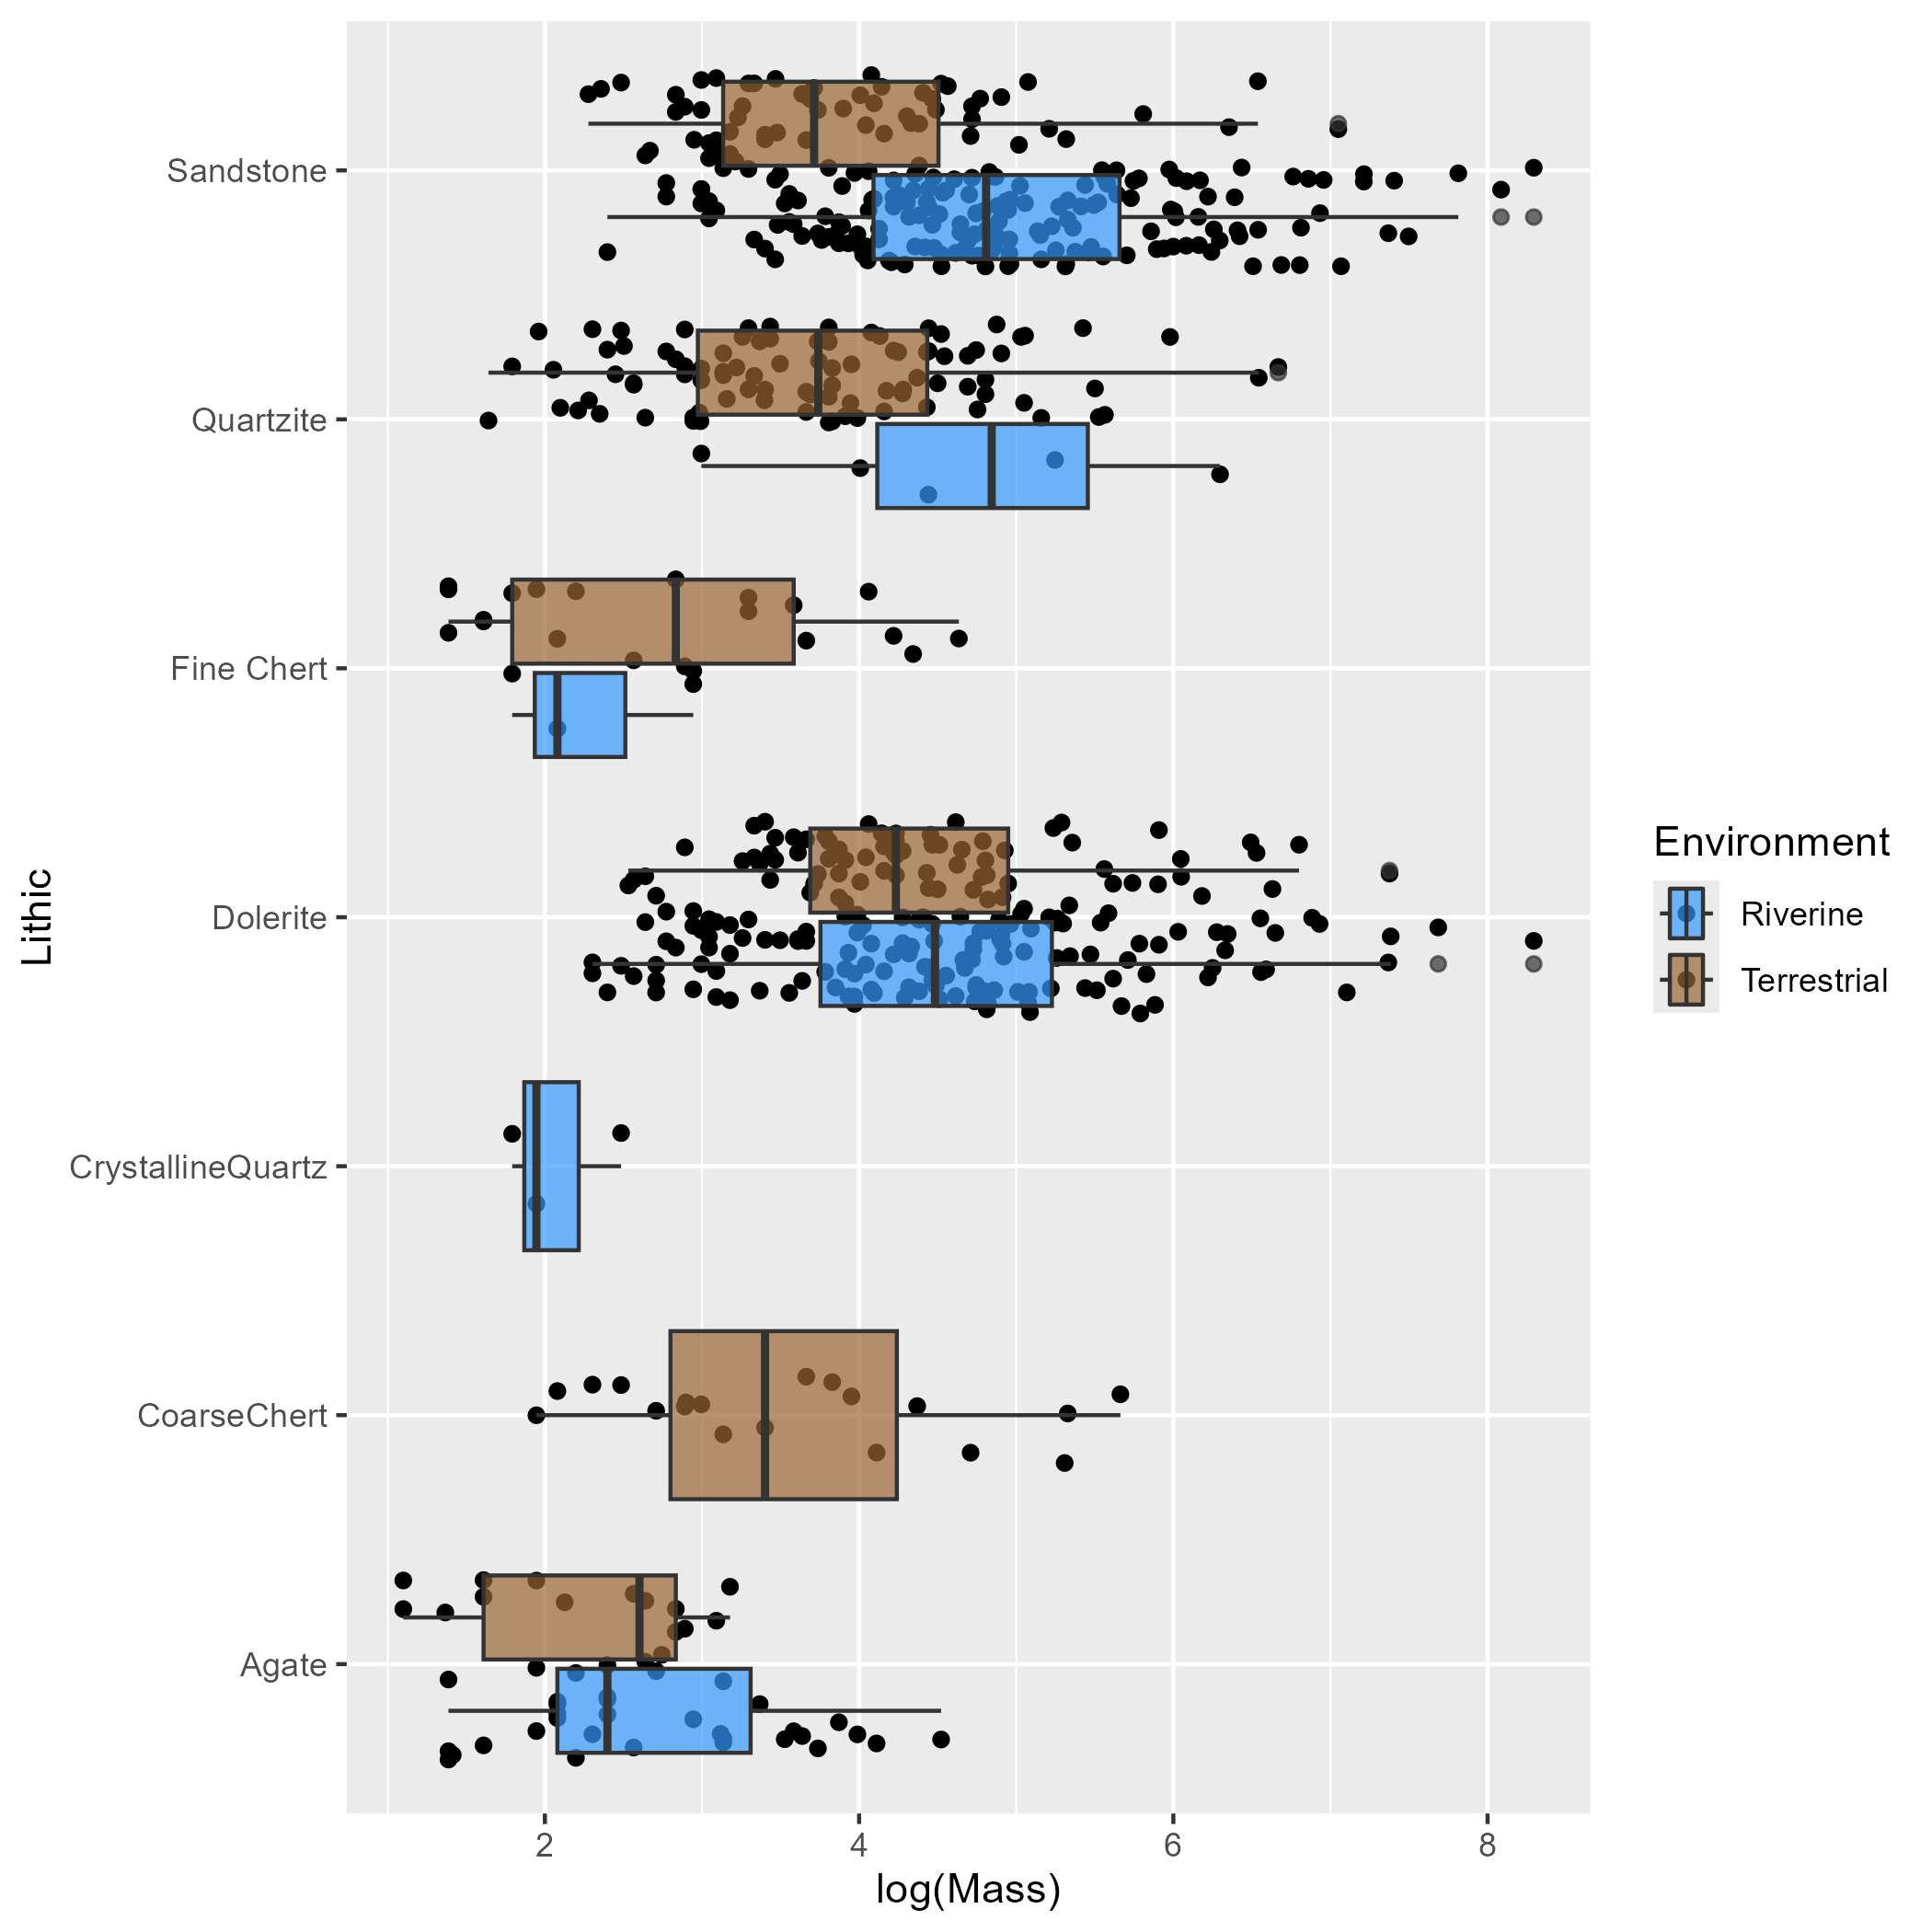 Sandstone
Quartzite
Fine Chert
Dolerite
CrystallineQuartz
CoarseChert
Agate
Lithic
2 4 6 8
log(Mass)
Environment
Riverine
Terrestrial